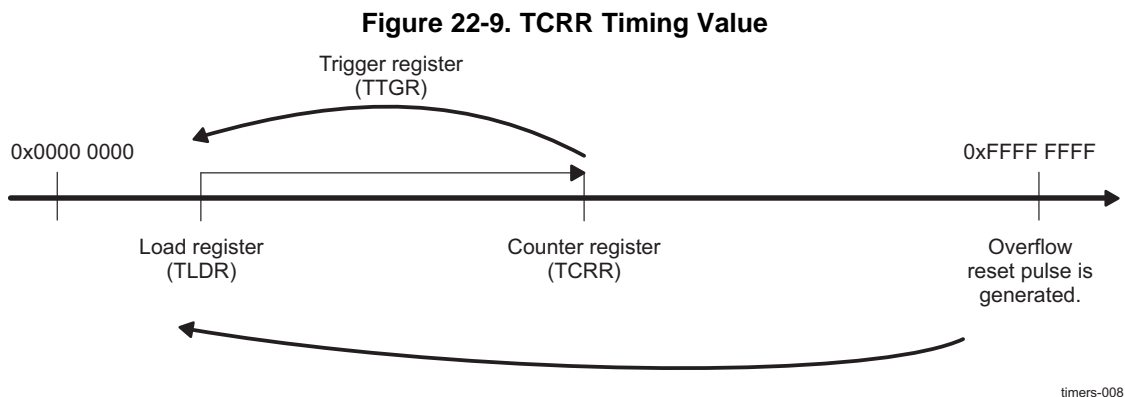 Figure 22-9. TCRR Timing Value
Trigger register
(TTGR)
0x0000 0000
0xFFFF FFFF
Load register
(TLDR)
Counter register
(TCRR)
Overflow
reset pulse is
generated.
timers-008